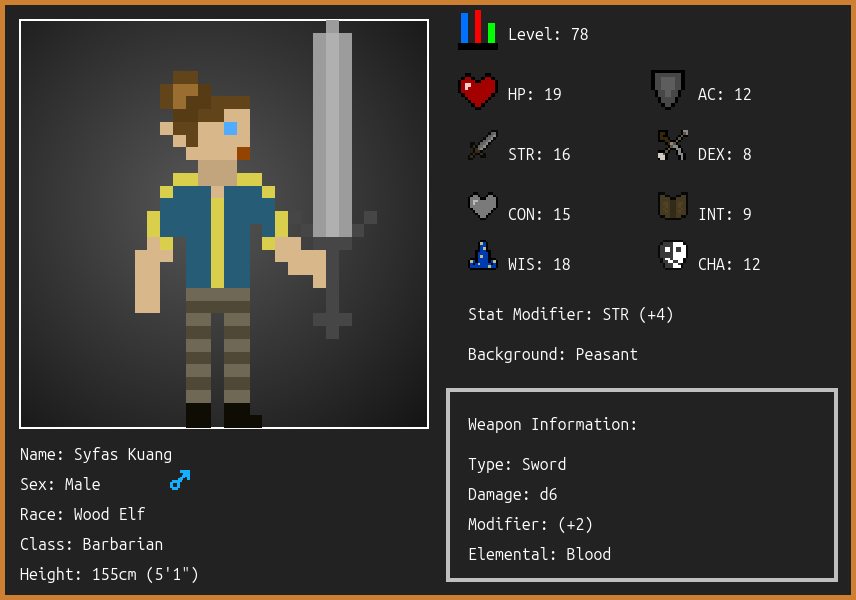 Level: 78
HP: 19
AC: 12
STR: 16
DEX: 8
CON: 15
INT: 9
WIS: 18
CHA: 12
Stat Modifier: STR (+4)
Background: Peasant
Weapon Information:
Type: Sword
Damage: d6
Modifier: (+2)
Elemental: Blood
Name: Syfas Kuang
Sex: Male
Race: Wood Elf
Class: Barbarian
Height: 155cm (5'1")